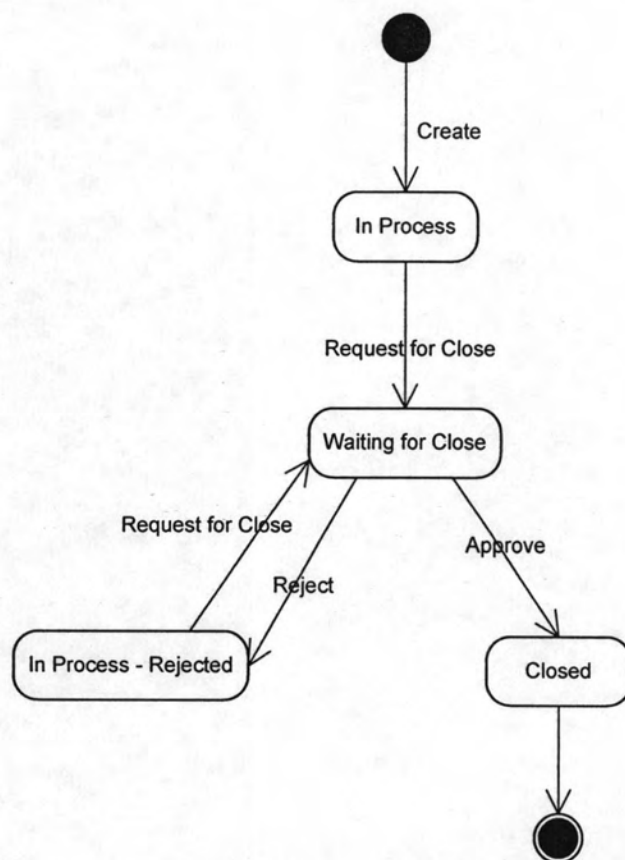 Create
In Process
Request for Close
Waiting for Close
Request for Close
Approve
Reject
In Process - Rejected
Closed